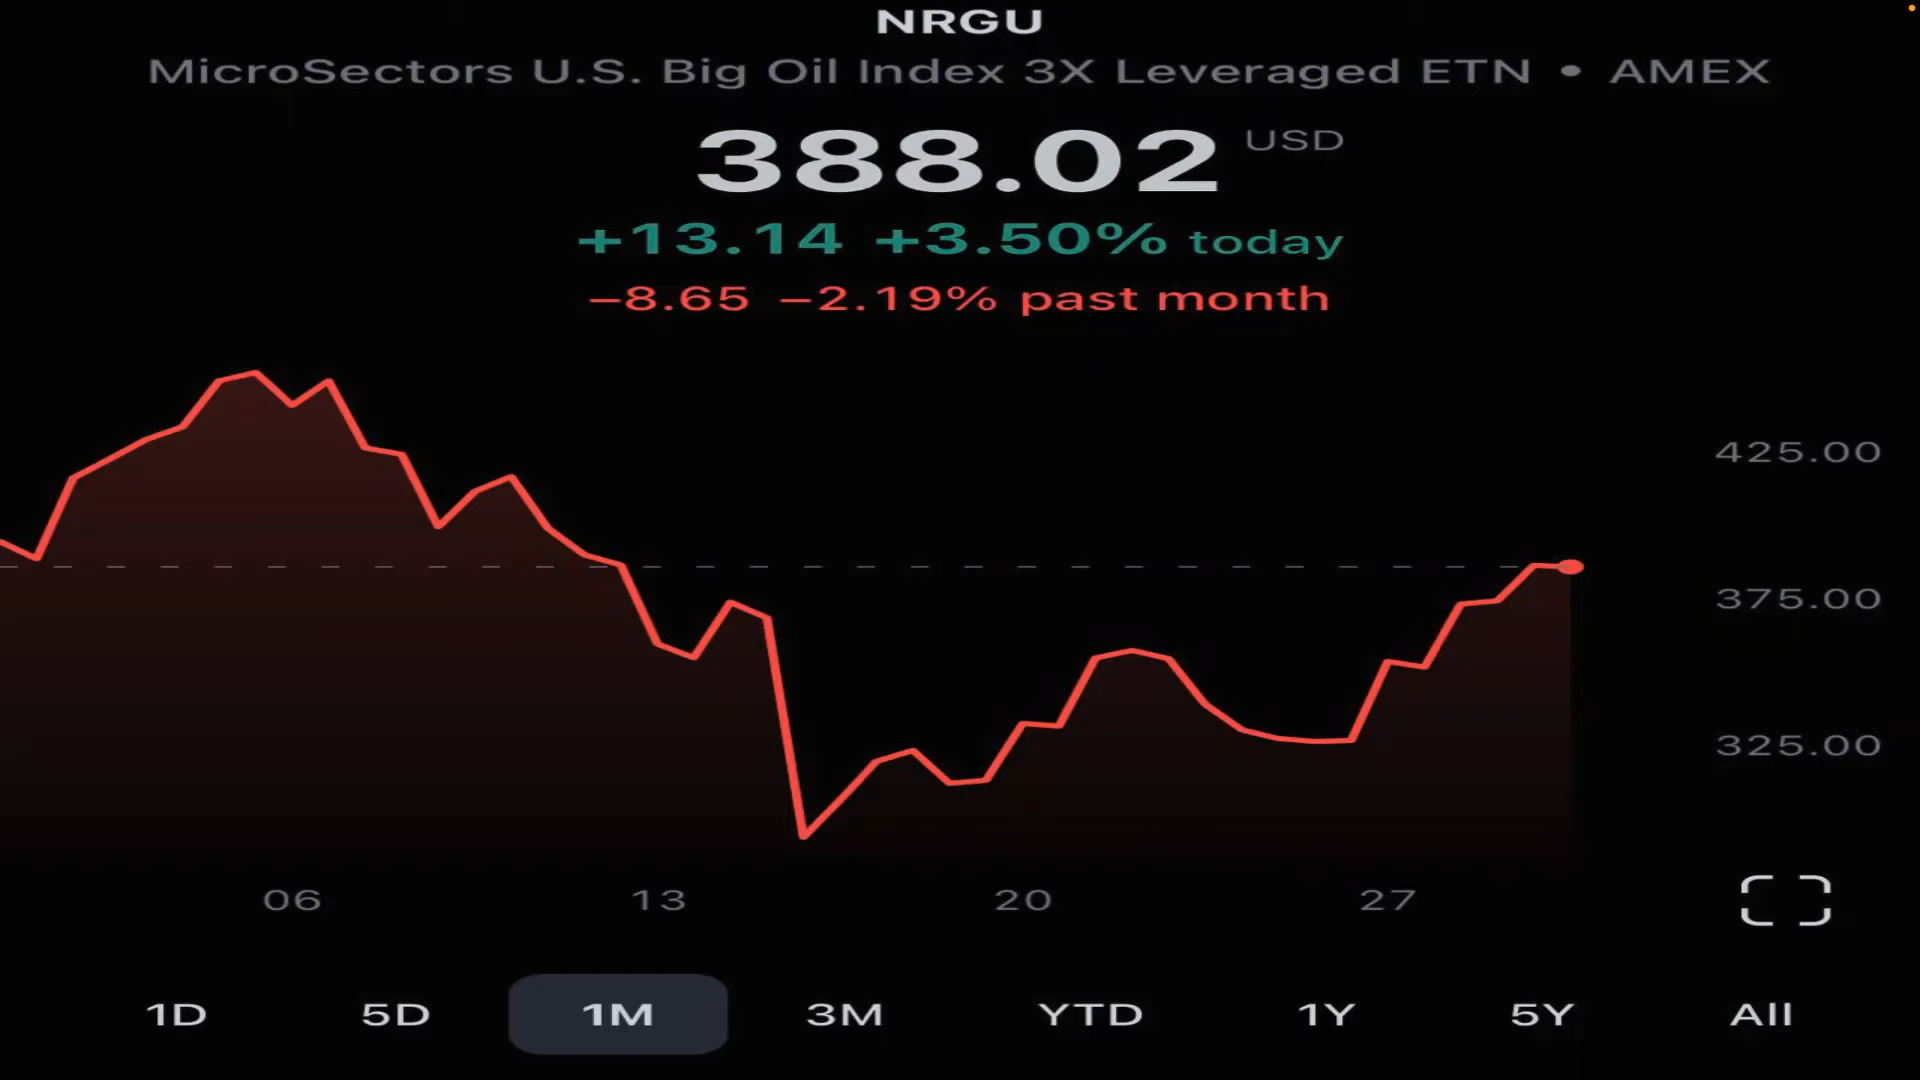 NRGU
MicroSectors U.S. Big Oil Index 3X Leveraged ETN • AMEX
388.02 USD
+13.14 +3.50% today
−8.65 −2.19% past month
425.00
375.00
325.00
06 13 20 27
1D 5D 1M 3M YTD 1Y 5Y All